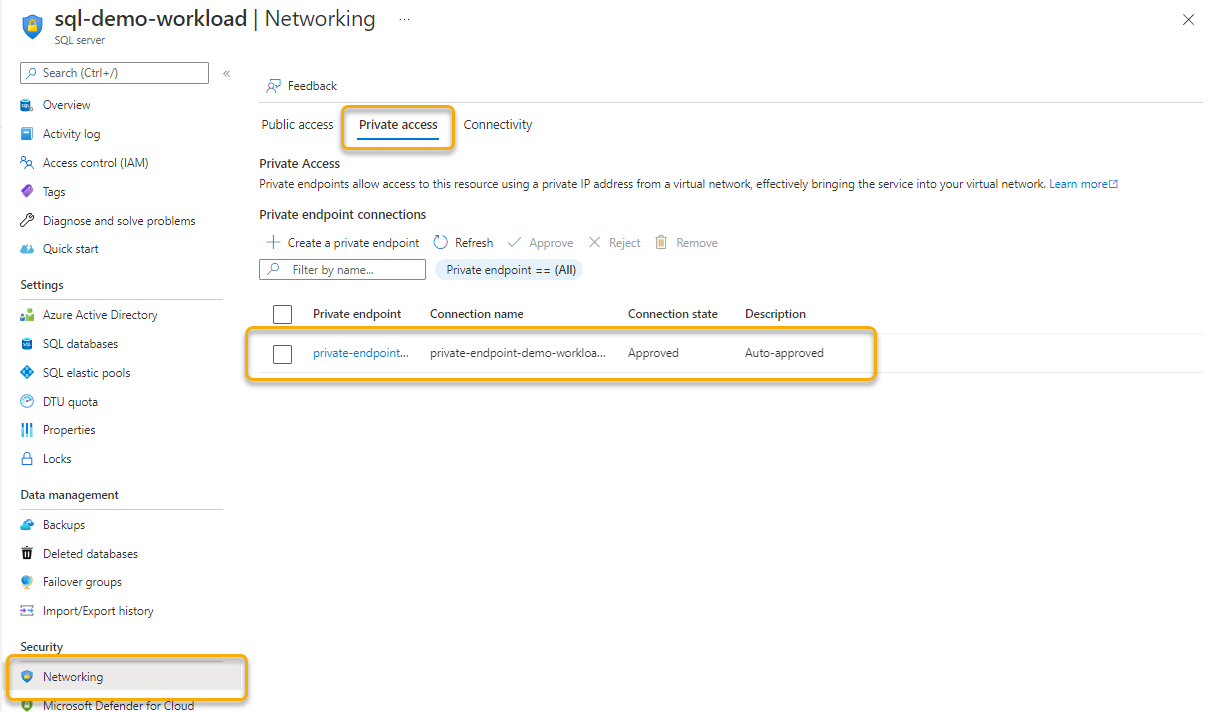 sql-demo-workload | Networking ...
SQL server
Search (Ctrl+/)
«
Overview
Activity log
Access control (IAM)
Tags
Diagnose and solve problems
Quick start
Settings
Azure Active Directory
SQL databases
SQL elastic pools
DTU quota
Properties
Locks
Data management
Backups
Deleted databases
Failover groups
Import/Export history
Security
Networking
Microsoft Defender for Cloud
Feedback
Public access Private access Connectivity
Private Access
Private endpoints allow access to this resource using a private IP address from a virtual network, effectively bringing the service into your virtual network. Learn more
Private endpoint connections
Create a private endpoint Refresh Approve Reject Remove
Filter by name... Private endpoint == (All)
Private endpoint Connection name Connection state Description
private-endpoint... private-endpoint-demo-workloa... Approved Auto-approved